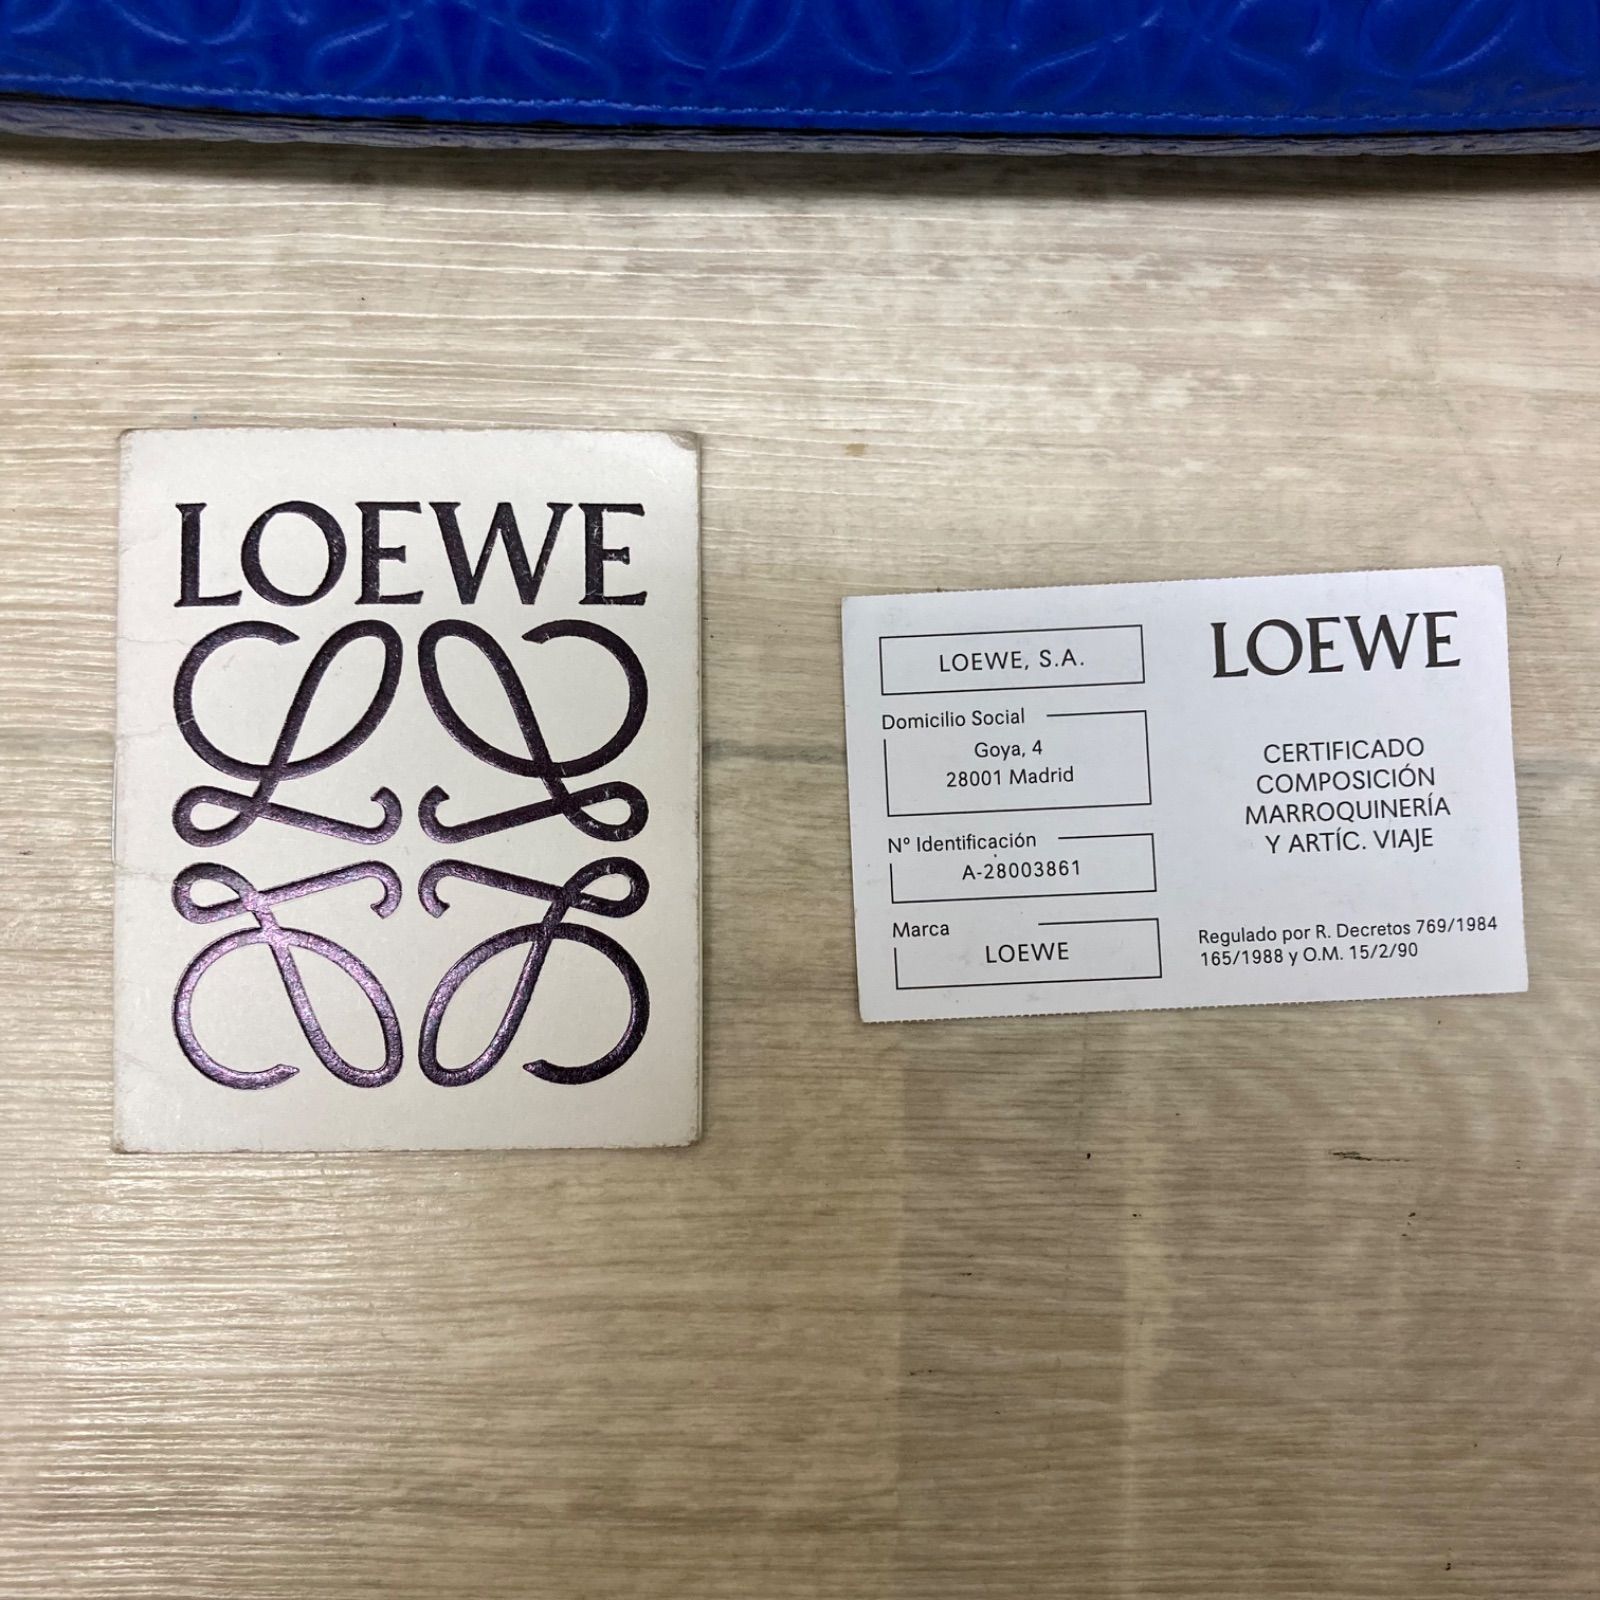 LOEWE
LOEWE, S.A.
Domicilio Social
Goya, 4
28001 Madrid
Nº Identificación
A-28003861
Marca
LOEWE
LOEWE
CERTIFICADO
COMPOSICIÓN
MARROQUINERÍA
Y ARTÍC. VIAJE
Regulado por R. Decretos 769/1984
165/1988 y O.M. 15/2/90